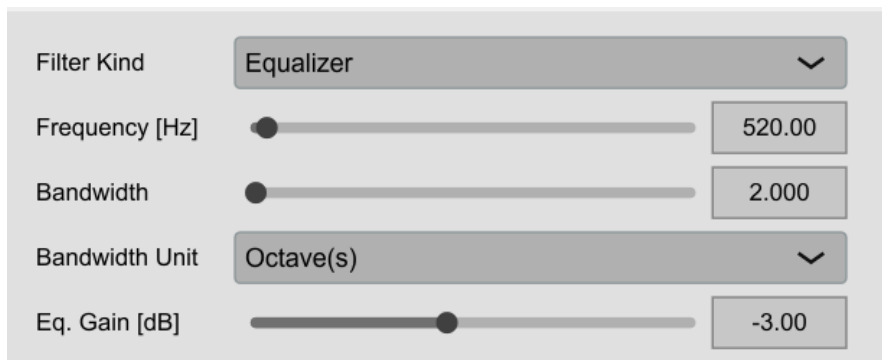 Filter Kind Equalizer
Frequency [Hz] 520.00
Bandwidth 2.000
Bandwidth Unit Octave(s)
Eq. Gain [dB] -3.00